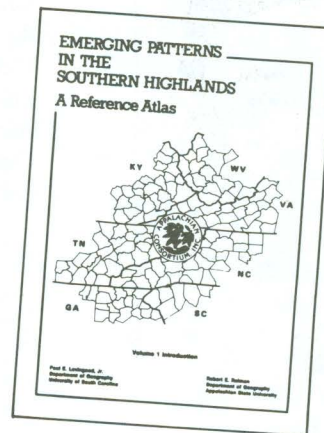 EMERGING PATTERNS
IN THE
SOUTHERN HIGHLANDS
A Reference Atlas
KY
WV
VA
APPALACHIAN
CONSORTIUM INC.
TN
NC
GA
SC
Volume 1 Introduction
Paul E. Lovingood, Jr.
Department of Geography
University of South Carolina
Robert E. Reiman
Department of Geography
Appalachian State University